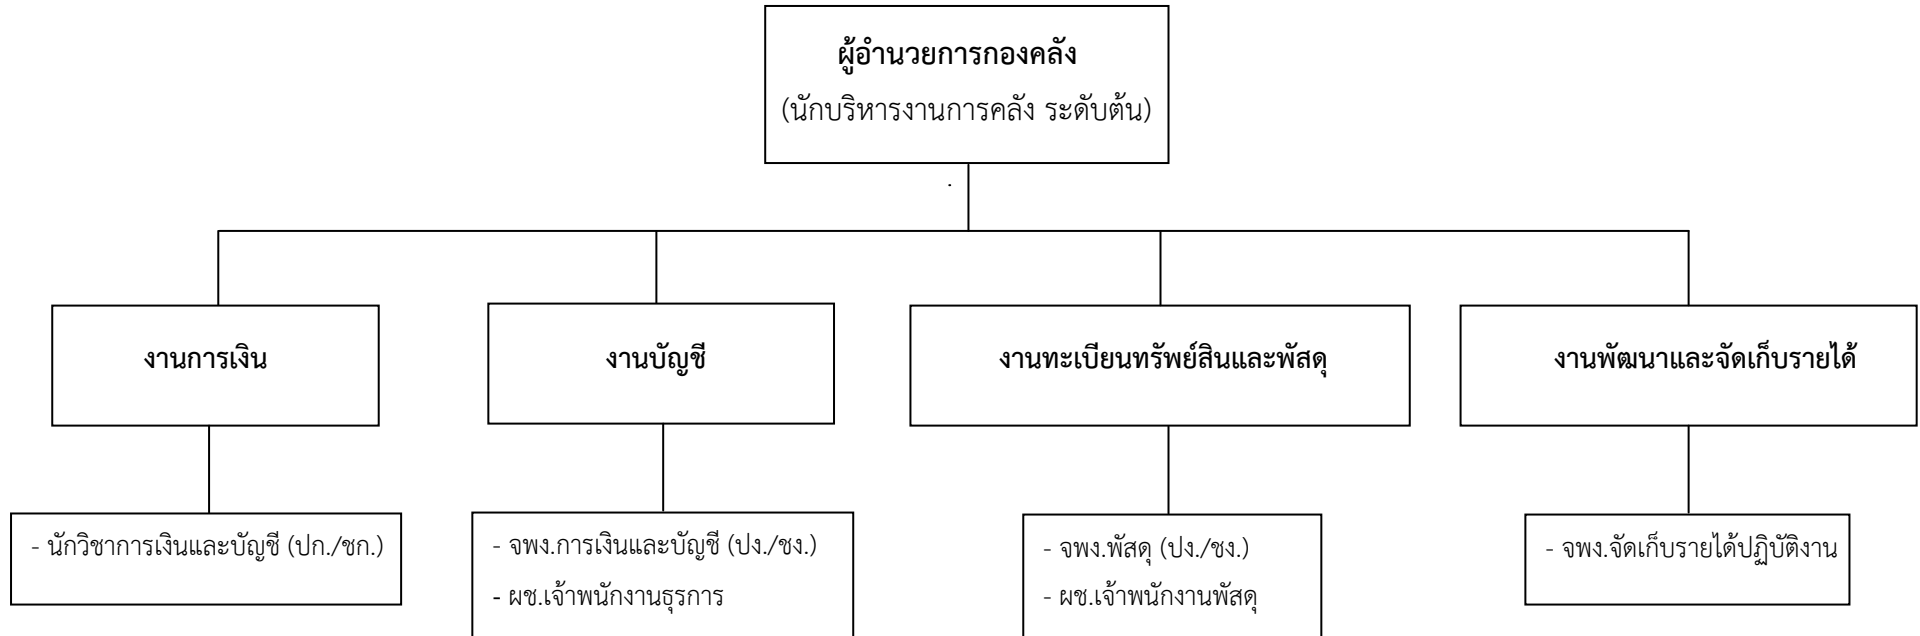 ผู้อำนวยการกองคลัง
(นักบริหารงานการคลัง ระดับต้น)
งานการเงิน
งานบัญชี
งานทะเบียนทรัพย์สินและพัสดุ
งานพัฒนาและจัดเก็บรายได้
- นักวิชาการเงินและบัญชี (ปก./ชก.)
- จพง.การเงินและบัญชี (ปง./ชง.)
- ผช.เจ้าพนักงานธุรการ
- จพง.พัสดุ (ปง./ชง.)
- ผช.เจ้าพนักงานพัสดุ
- จพง.จัดเก็บรายได้ปฏิบัติงาน